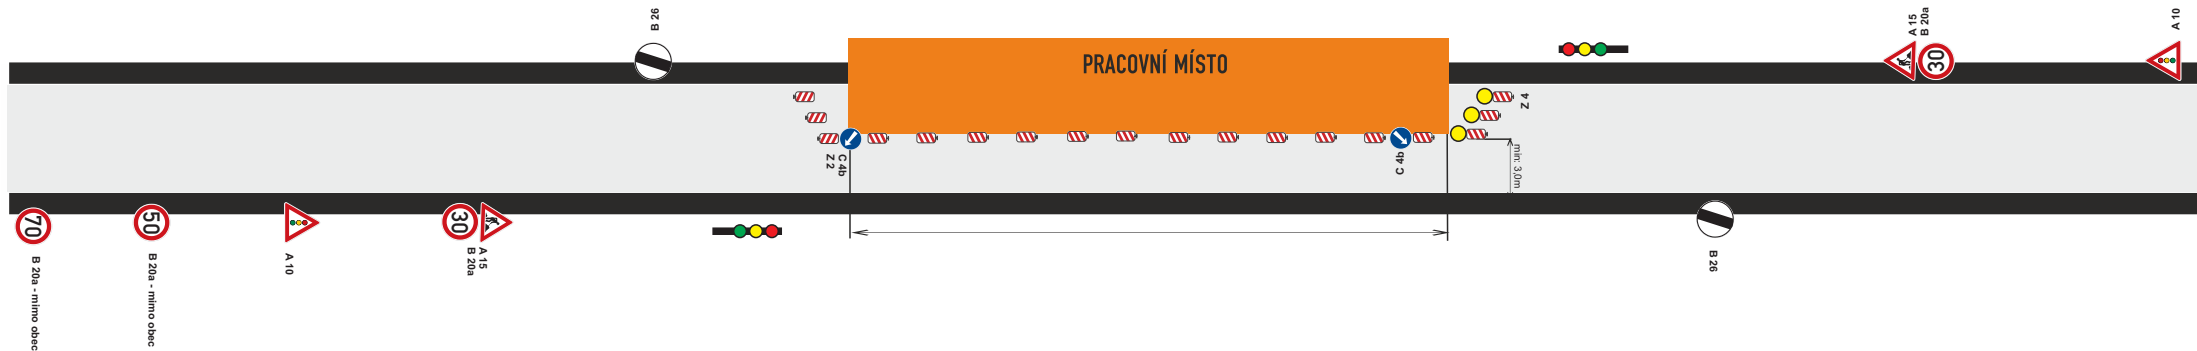 B 26
A 15
B 20a
A 10
PRACOVNÍ MÍSTO
30
Z 4
C 4b
Z 2
C 4b
min: 3,0m
70
50
30
B 20a - mimo obec
B 20a - mimo obec
A 10
A 15
B 20a
B 26